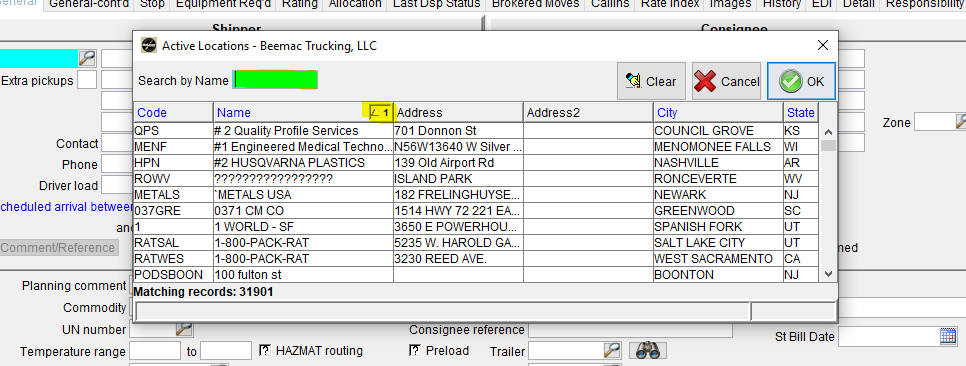 General General-cont'd Stop Equipment Req'd Rating Allocation Last Dsp Status Brokered Moves Callins Rate Index Images History EDI Detail Responsibility
Shipper Consignee
Active Locations - Beemac Trucking, LLC
Search by Name Clear Cancel OK
Extra pickups
Code Name 1 Address Address2 City State
QPS # 2 Quality Profile Services 701 Donnon St COUNCIL GROVE KS
Zone
MENF #1 Engineered Medical Techno... N56W13640 W Silver ... MENOMONEE FALLS WI
Contact
HPN #2 HUSQVARNA PLASTICS 139 Old Airport Rd NASHVILLE AR
Phone
ROWV ????????????????? ISLAND PARK RONCEVERTE WV
Driver load
METALS `METALS USA 182 FRELINGHUYSE... NEWARK NJ
cheduled arrival between
037GRE 0371 CM CO 1514 HWY 72 221 EA... GREENWOOD SC
an
1 1 WORLD - SF 3650 E POWERHOU... SPANISH FORK UT
RATSAL 1-800-PACK-RAT 5235 W. HAROLD GA... SALT LAKE CITY UT
Comment/Reference ned
RATWES 1-800-PACK-RAT 3230 REED AVE. WEST SACRAMENTO CA
PODSBOON 100 fulton st BOONTON NJ
Planning comment
Matching records: 31901
Commodity
UN number Consignee reference
St Bill Date
Temperature range to HAZMAT routing Preload Trailer